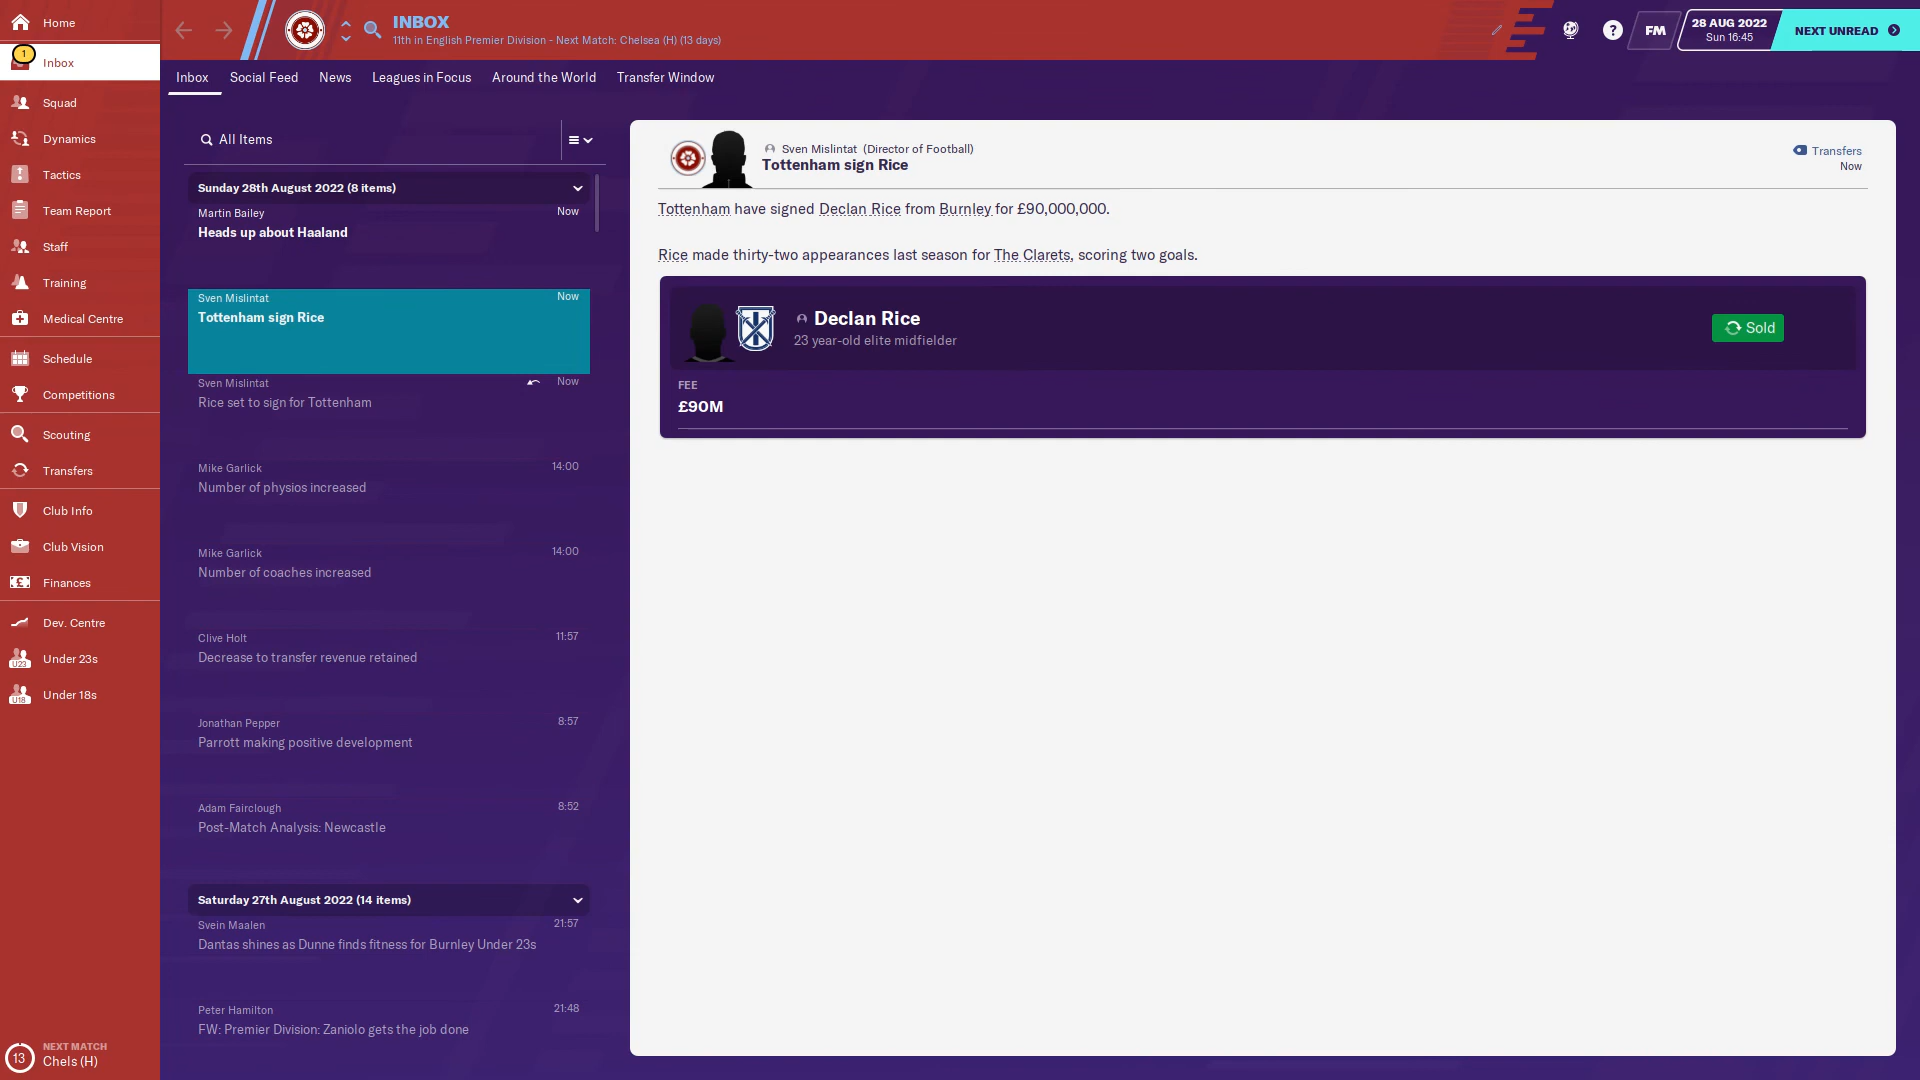 Home
1
Inbox
Squad
Dynamics
Tactics
Team Report
Staff
Training
Medical Centre
Schedule
Competitions
Scouting
Transfers
Club Info
Club Vision
Finances
Dev. Centre
U23
Under 23s
U18
Under 18s
13
NEXT MATCH
Chels (H)
INBOX
11th in English Premier Division - Next Match: Chelsea (H) (13 days)
?
FM
28 AUG 2022
Sun 16:45
NEXT UNREAD
Inbox
Social Feed
News
Leagues in Focus
Around the World
Transfer Window
All Items
Sunday 28th August 2022 (8 items)
Martin Bailey
Now
Heads up about Haaland
Sven Mislintat
Now
Tottenham sign Rice
Sven Mislintat
Now
Rice set to sign for Tottenham
Mike Garlick
14:00
Number of physios increased
Mike Garlick
14:00
Number of coaches increased
Clive Holt
11:57
Decrease to transfer revenue retained
Jonathan Pepper
8:57
Parrott making positive development
Adam Fairclough
8:52
Post-Match Analysis: Newcastle
Saturday 27th August 2022 (14 items)
Svein Maalen
21:57
Dantas shines as Dunne finds fitness for Burnley Under 23s
Peter Hamilton
21:48
FW: Premier Division: Zaniolo gets the job done
Sven Mislintat (Director of Football)
Tottenham sign Rice
Transfers
Now
Tottenham have signed Declan Rice from Burnley for £90,000,000.
Rice made thirty-two appearances last season for The Clarets, scoring two goals.
Declan Rice
23 year-old elite midfielder
Sold
FEE
£90M